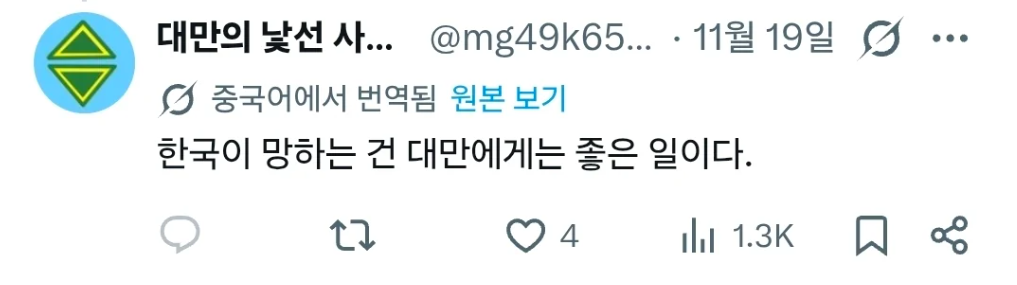 대만의 낯선 사... @mg49k65... · 11월 19일
중국어에서 번역됨 원본 보기
한국이 망하는 건 대만에게는 좋은 일이다.
4 1.3K